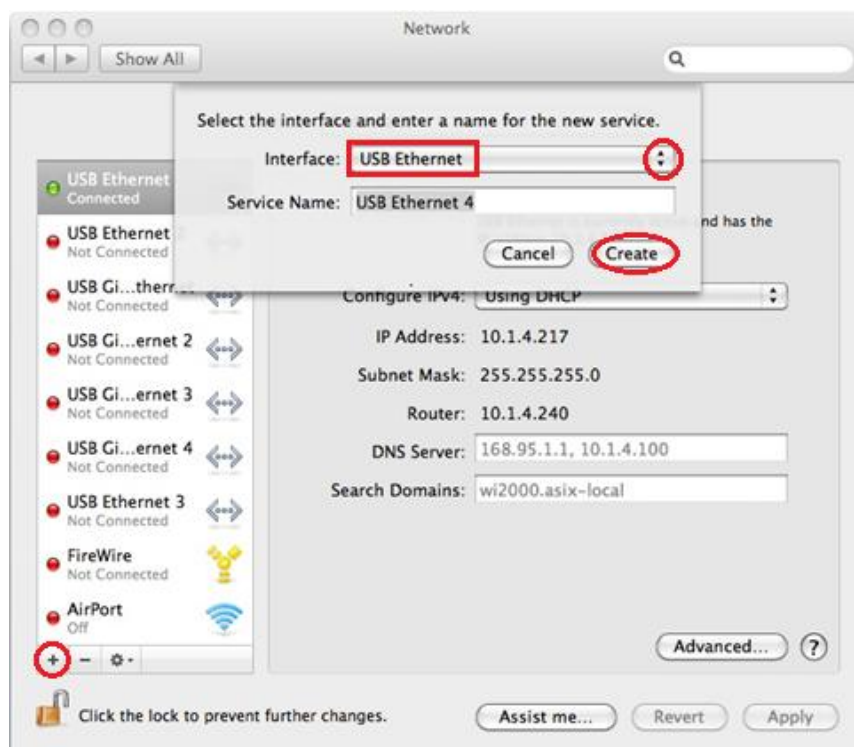 Network
Show All
Select the interface and enter a name for the new service.
Interface: USB Ethernet
Service Name: USB Ethernet 4
Cancel
Create
USB Ethernet
Connected
USB Ethernet
Not Connected
USB Gi...therne
Not Connected
USB Gi...ernet 2
Not Connected
USB Gi...ernet 3
Not Connected
USB Gi...ernet 4
Not Connected
USB Ethernet 3
Not Connected
FireWire
Not Connected
AirPort
Off
and has the
Configure IPv4: Using DHCP
IP Address: 10.1.4.217
Subnet Mask: 255.255.255.0
Router: 10.1.4.240
DNS Server: 168.95.1.1, 10.1.4.100
Search Domains: wi2000.asix-local
+ -
Advanced... ?
Click the lock to prevent further changes.
Assist me... Revert Apply